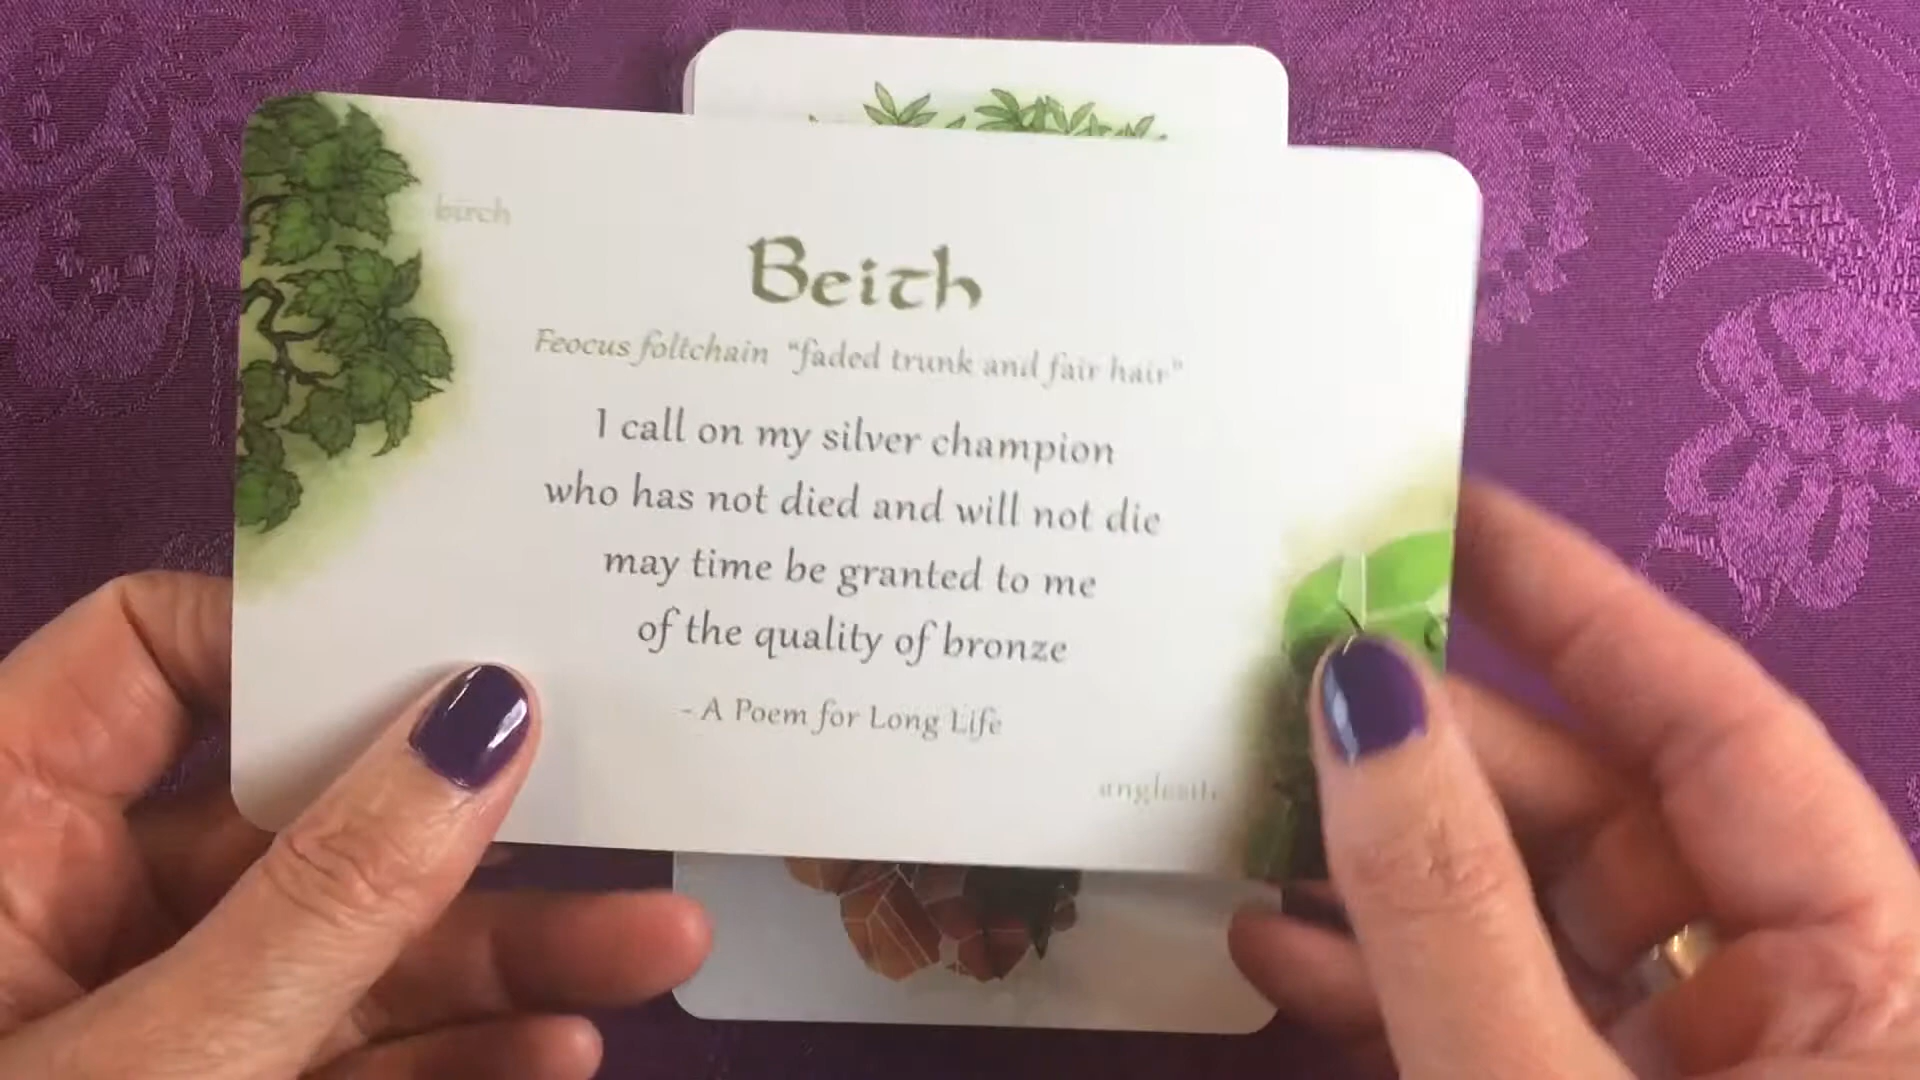 birch
Beith
Feocus foltchain "faded trunk and fair hair"
I call on my silver champion
who has not died and will not die
may time be granted to me
of the quality of bronze
- A Poem for Long Life